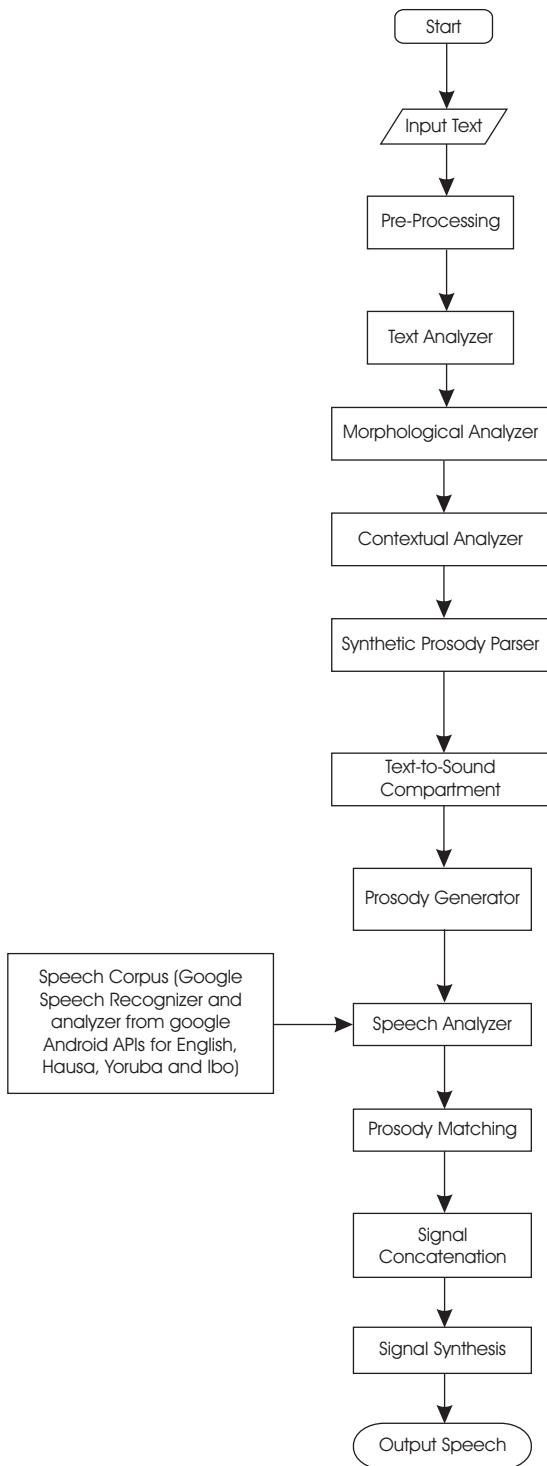 Start
Input Text
Pre-Processing
Text Analyzer
Morphological Analyzer
Contextual Analyzer
Synthetic Prosody Parser
Text-to-Sound
Compartment
Prosody Generator
Speech Corpus (Google
Speech Recognizer and
analyzer from google
Android APIs for English,
Hausa, Yoruba and Ibo)
Speech Analyzer
Prosody Matching
Signal
Concatenation
Signal Synthesis
Output Speech